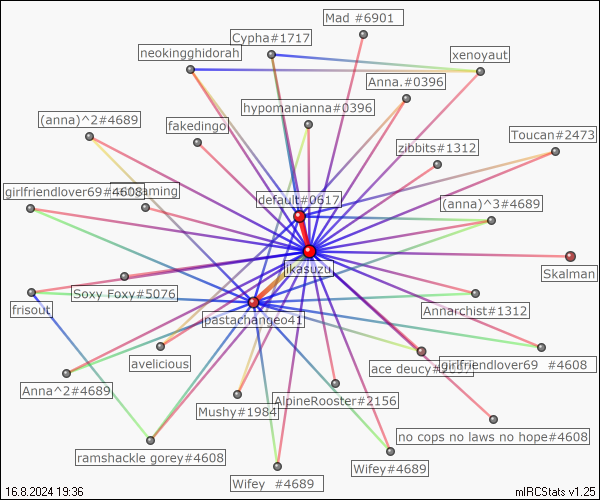 Mad #6901
Cypha#1717
neokingghidorah
xenoyaut
Anna.#0396
hypomanianna#0396
(anna)^2#4689
fakedingo
Toucan#2473
zibbits#1312
girlfriendlover69#4608
default#0617
(anna)^3#4689
likasuzu
Skalman
Soxy Foxy#5076
frisout
Annarchist#1312
pastachangeo41
avelicious
ace deucy#
girlfriendlover69 #4608
Anna^2#4689
Mushy#1984
AlpineRooster#2156
no cops no laws no hope#4608
ramshackle gorey#4608
Wifey#4689
Wifey #4689
16.8.2024 19:36
mIRCStats v1.25